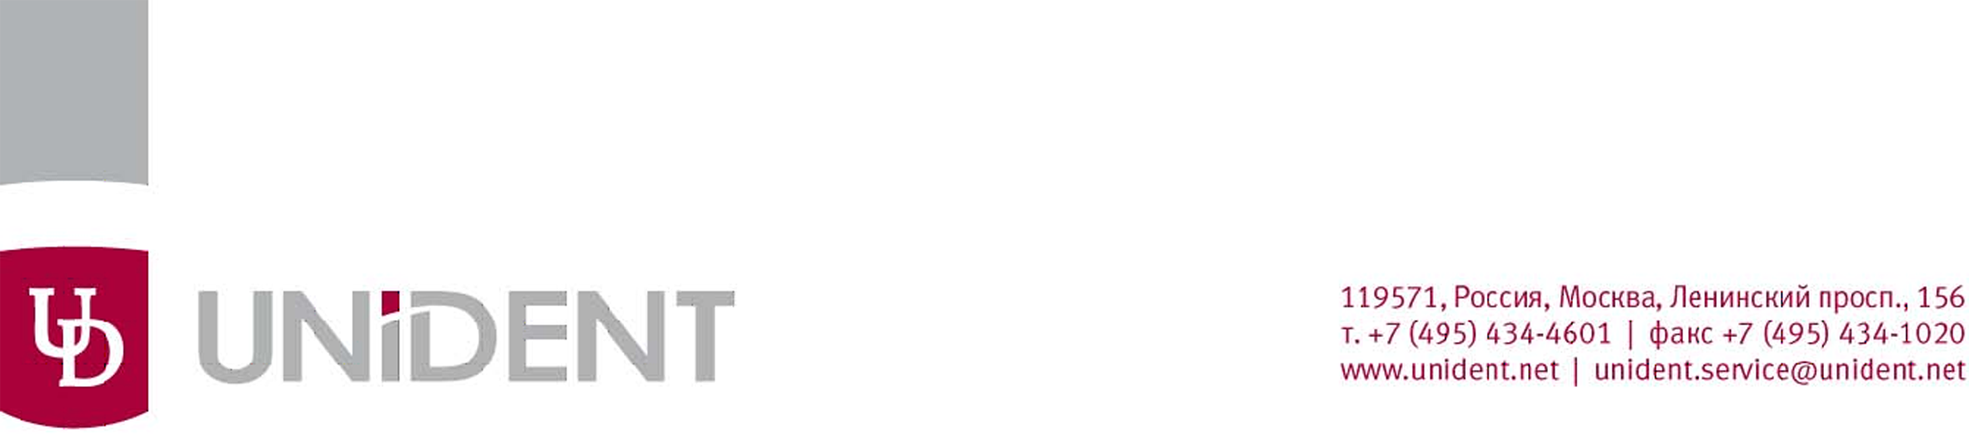 UD UNiDENT
119571, Россия, Москва, Ленинский просп., 156
т. +7 (495) 434-4601 | факс +7 (495) 434-1020
www.unident.net | unident.service@unident.net